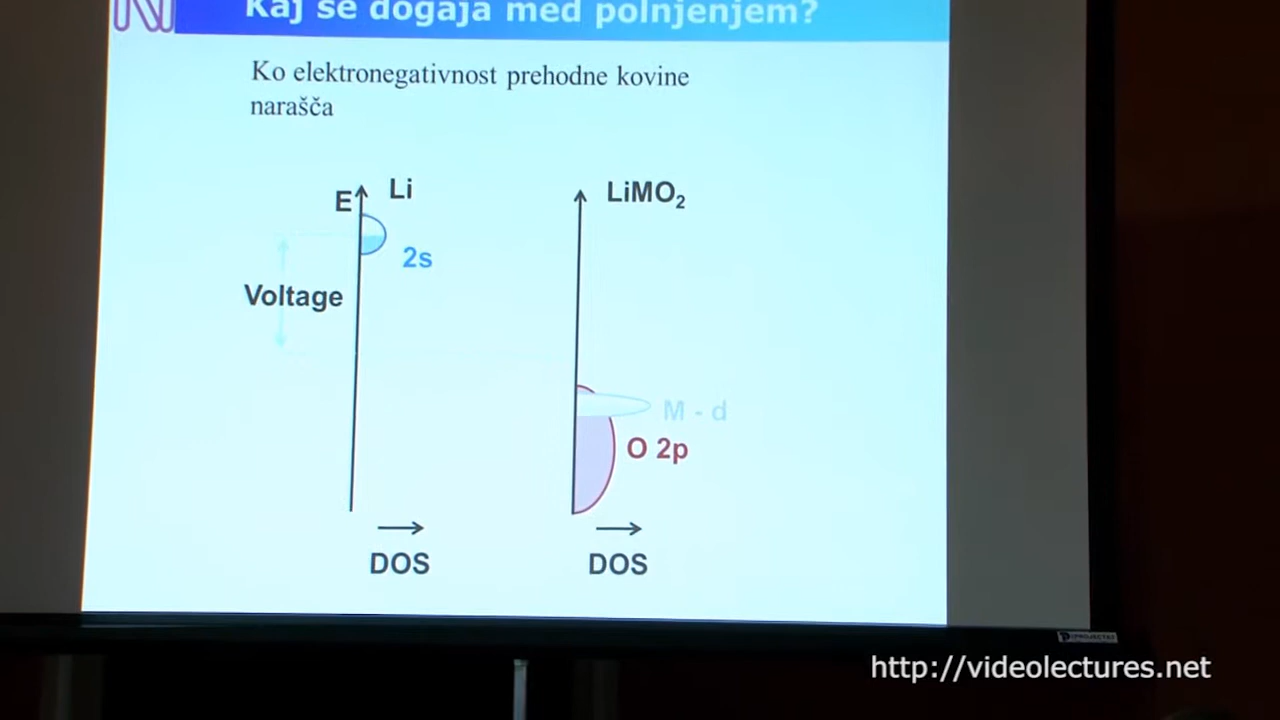 Kaj se dogaja med polnjenjem?
Ko elektronegativnost prehodne kovine
narašča
E
Li
LiMO₂
2s
Voltage
M - d
O 2p
DOS
DOS
http://videolectures.net